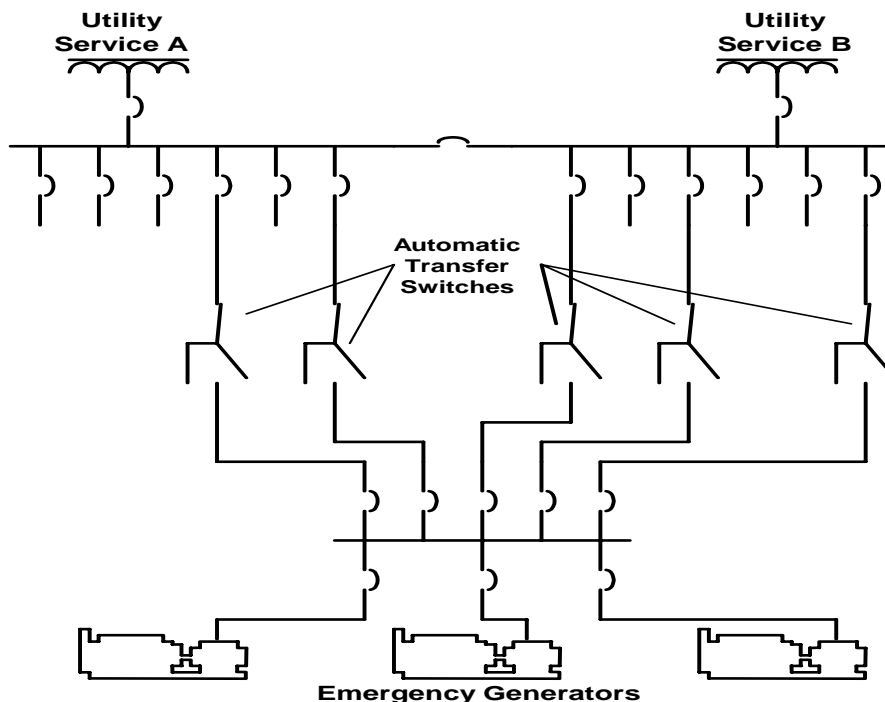 Utility
Service A
Utility
Service B
Automatic
Transfer
Switches
Emergency Generators